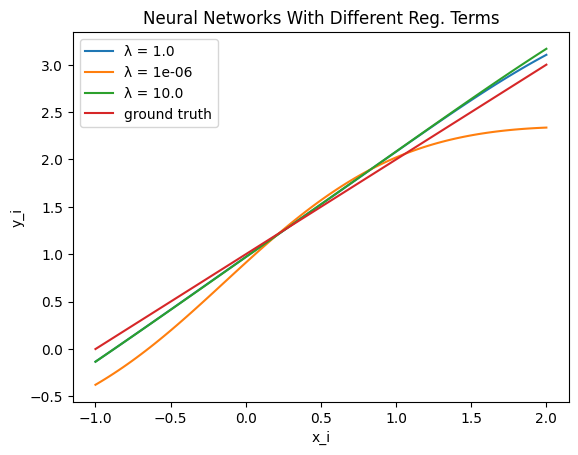 Neural Networks With Different Reg. Terms
λ = 1.0
λ = 1e-06
λ = 10.0
ground truth
3.0
2.5
2.0
1.5
1.0
0.5
0.0
−0.5
y_i
−1.0 −0.5 0.0 0.5 1.0 1.5 2.0
x_i